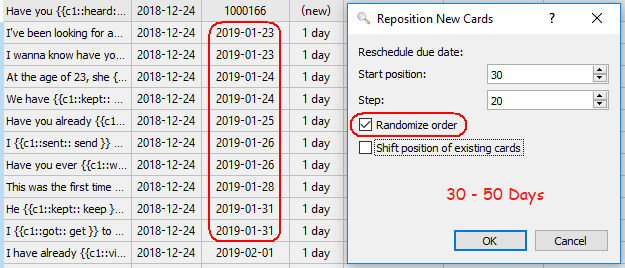 Have you {{c1::heard:... 2018-12-24 1000166 (new)
I've been looking for a... 2018-12-24 2019-01-23 1 day
I wanna know have yo... 2018-12-24 2019-01-23 1 day
At the age of 23, she {... 2018-12-24 2019-01-24 1 day
We have {{c1::kept:: ... 2018-12-24 2019-01-24 1 day
Have you already {{c1... 2018-12-24 2019-01-25 1 day
I {{c1::sent:: send }} ... 2018-12-24 2019-01-26 1 day
Have you ever {{c1::w... 2018-12-24 2019-01-26 1 day
This was the first time ... 2018-12-24 2019-01-28 1 day
He {{c1::kept:: keep }... 2018-12-24 2019-01-31 1 day
I {{c1::got:: get }} to ... 2018-12-24 2019-01-31 1 day
I have already {{c1::vi... 2018-12-24 2019-02-01 1 day
Reposition New Cards
Reschedule due date:
Start position: 30
Step: 20
Randomize order
Shift position of existing cards
30 - 50 Days
OK Cancel